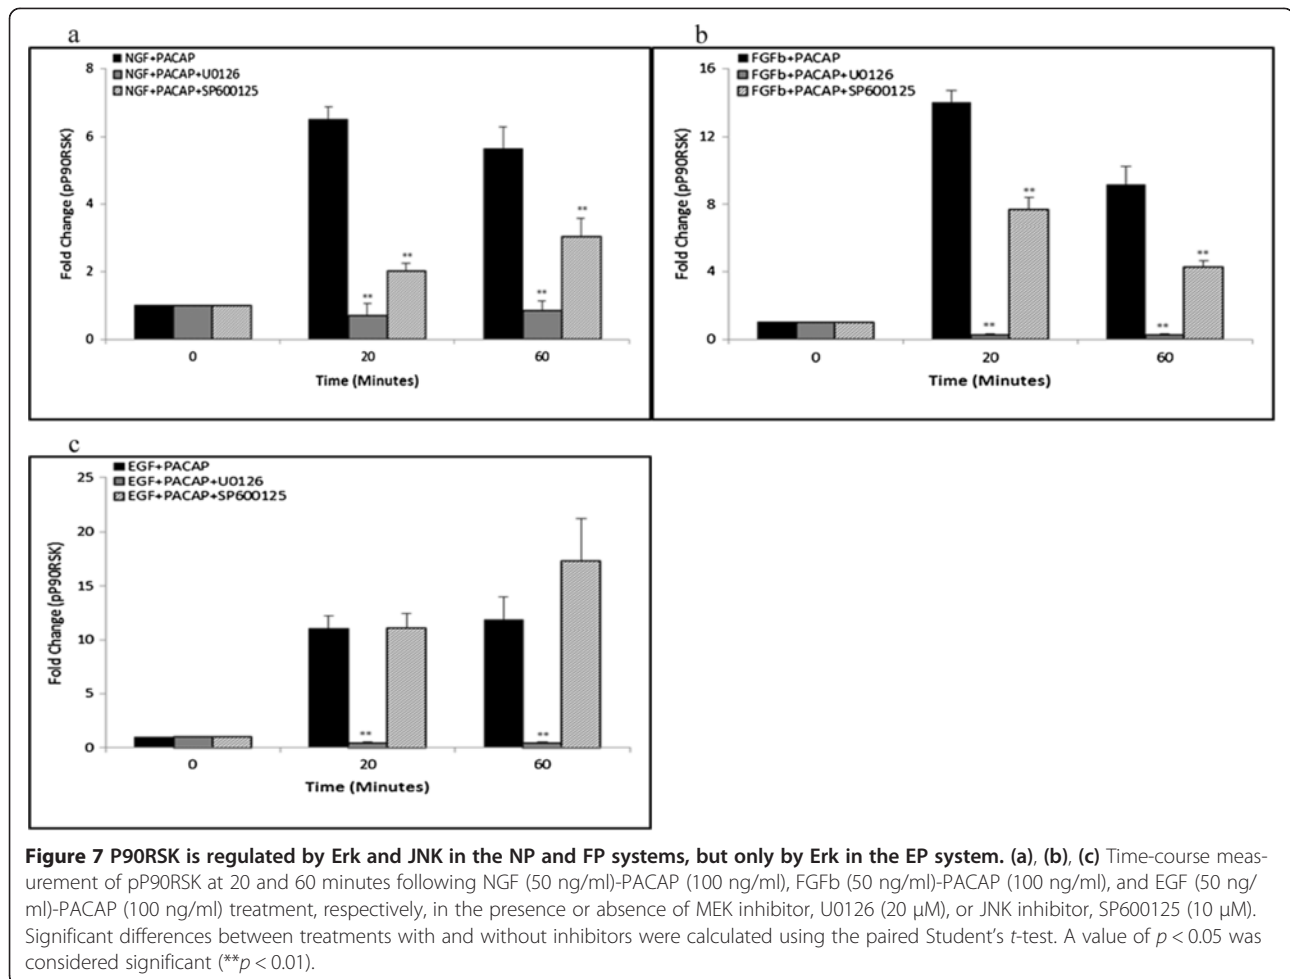 a
NGF+PACAP
NGF+PACAP+U0126
NGF+PACAP+SP600125
Fold Change (pP90RSK)
8
6
4
2
0
**
**
**
**
0 20 60
Time (Minutes)
b
FGFb+PACAP
FGFb+PACAP+U0126
FGFb+PACAP+SP600125
Fold Change (pP90RSK)
16
12
8
4
0
**
**
**
**
0 20 60
Time (Minutes)
c
EGF+PACAP
EGF+PACAP+U0126
EGF+PACAP+SP600125
Fold Change (pP90RSK)
25
20
15
10
5
0
**
**
0 20 60
Time (Minutes)
Figure 7 P90RSK is regulated by Erk and JNK in the NP and FP systems, but only by Erk in the EP system. (a), (b), (c) Time-course meas-
urement of pP90RSK at 20 and 60 minutes following NGF (50 ng/ml)-PACAP (100 ng/ml), FGFb (50 ng/ml)-PACAP (100 ng/ml), and EGF (50 ng/
ml)-PACAP (100 ng/ml) treatment, respectively, in the presence or absence of MEK inhibitor, U0126 (20 μM), or JNK inhibitor, SP600125 (10 μM).
Significant differences between treatments with and without inhibitors were calculated using the paired Student's t-test. A value of p < 0.05 was
considered significant (**p < 0.01).